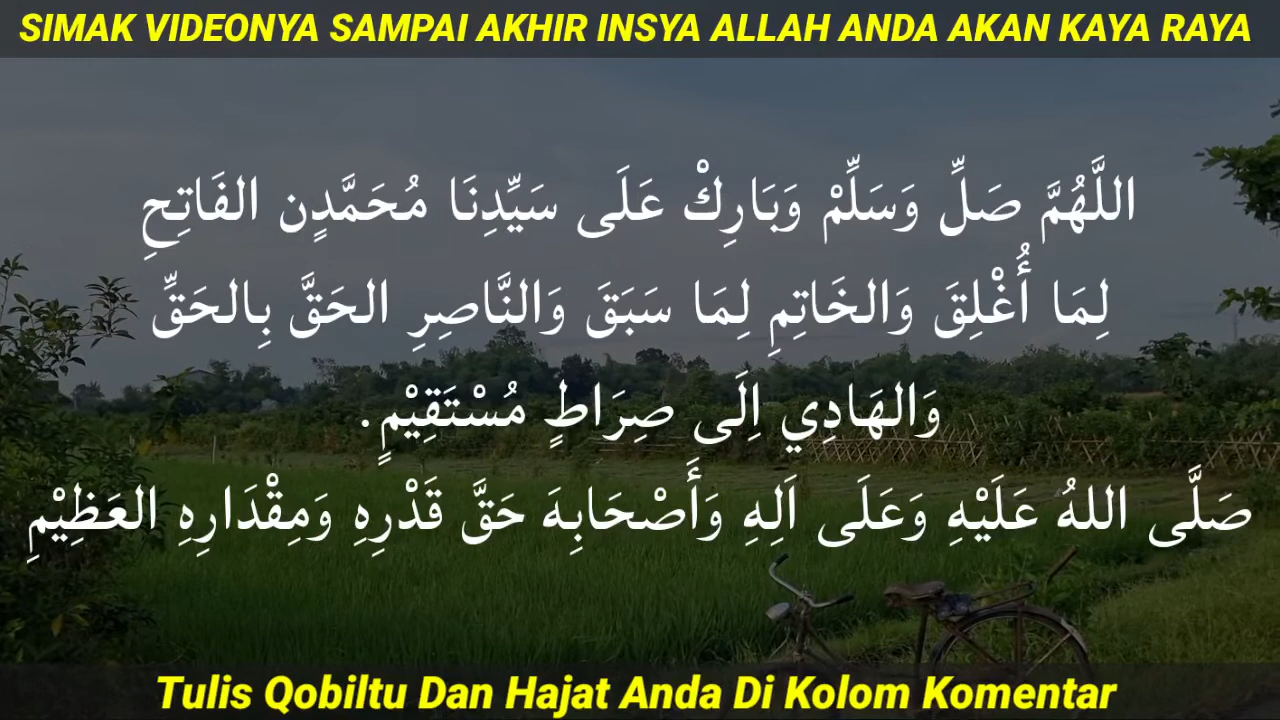 SIMAK VIDEONYA SAMPAI AKHIR INSYA ALLAH ANDA AKAN KAYA RAYA
اللَّهُمَّ صَلِّ وَسَلِّمْ وَبَارِكْ عَلَى سَيِّدِنَا مُحَمَّدٍن الفَاتِحِ
لِمَا أُغْلِقَ وَالخَاتِمِ لِمَا سَبَقَ وَالنَّاصِرِ الحَقَّ بِالحَقِّ
وَالهَادِي اِلَى صِرَاطٍ مُسْتَقِيْمٍ.
صَلَّى اللهُ عَلَيْهِ وَعَلَى اَلِهِ وَأَصْحَابِهَ حَقَّ قَدْرِهِ وَمِقْدَارِهِ العَظِيْمِ
Tulis Qobiltu Dan Hajat Anda Di Kolom Komentar